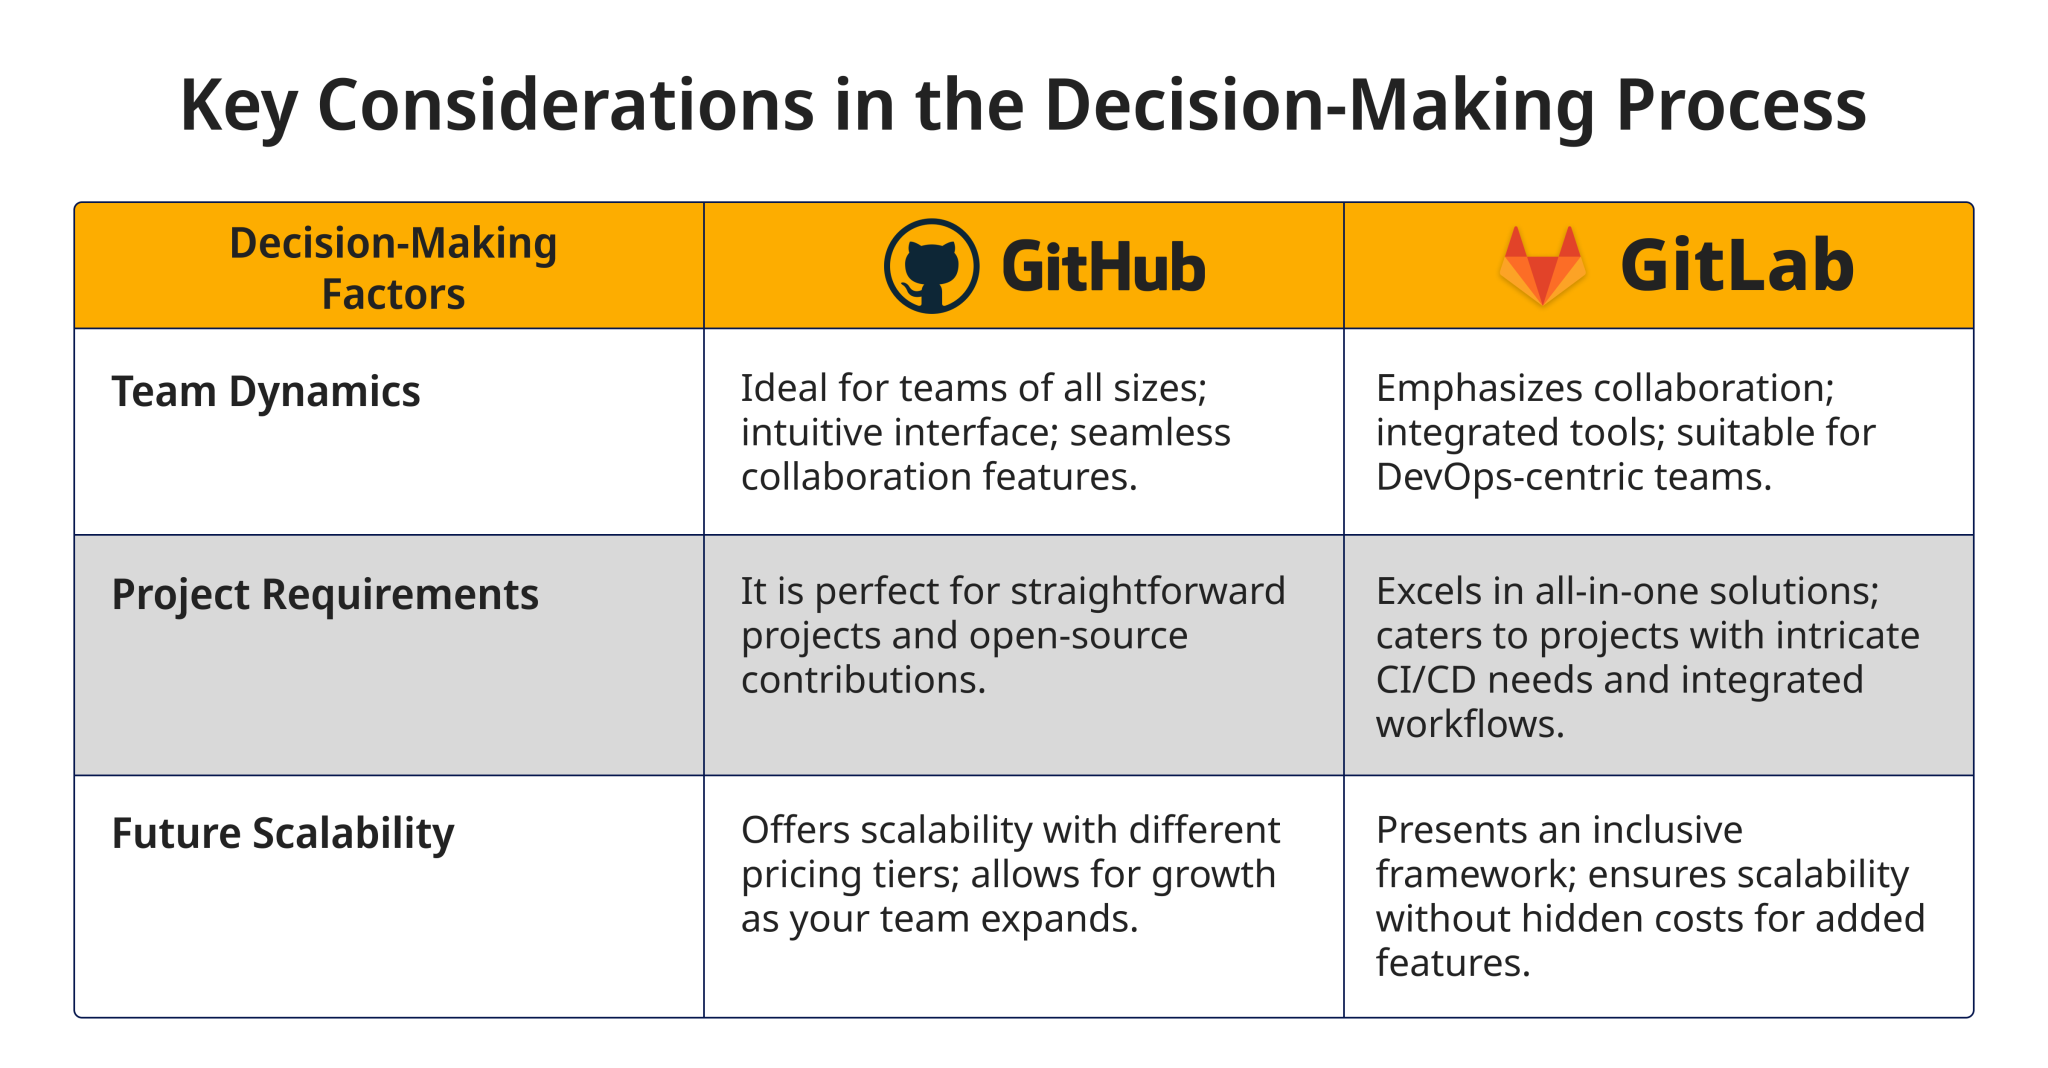 Key Considerations in the Decision-Making Process
Decision-Making
Factors
GitHub
GitLab
Team Dynamics
Ideal for teams of all sizes;
intuitive interface; seamless
collaboration features.
Emphasizes collaboration;
integrated tools; suitable for
DevOps-centric teams.
Project Requirements
It is perfect for straightforward
projects and open-source
contributions.
Excels in all-in-one solutions;
caters to projects with intricate
CI/CD needs and integrated
workflows.
Future Scalability
Offers scalability with different
pricing tiers; allows for growth
as your team expands.
Presents an inclusive
framework; ensures scalability
without hidden costs for added
features.